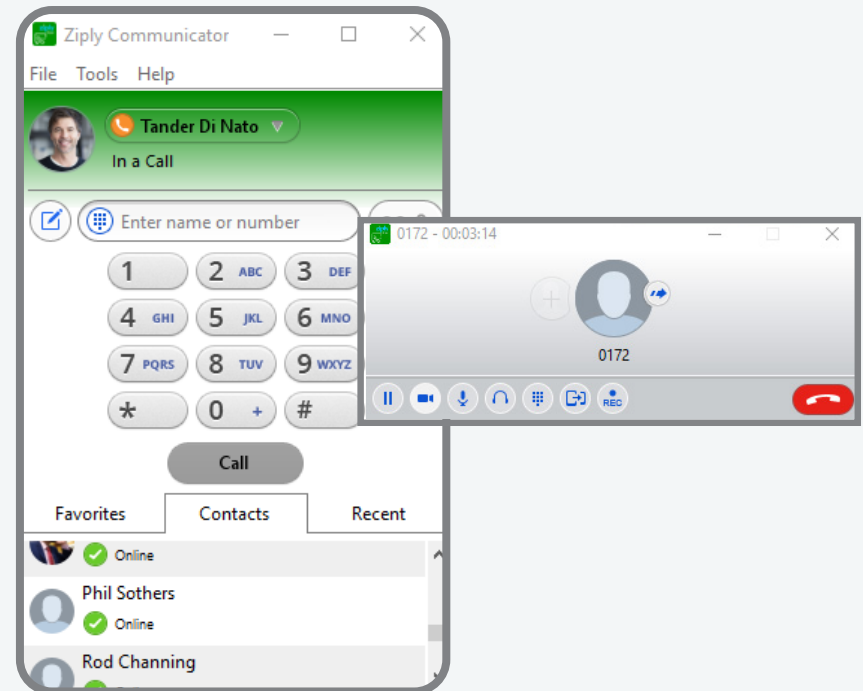 Ziply Communicator
File Tools Help
Tander Di Nato
In a Call
Enter name or number
1
2 ABC
3 DEF
4 GHI
5 JKL
6 MNO
7 PQRS
8 TUV
9 WXYZ
*
0 +
#
Call
Favorites Contacts Recent
Online
Phil Sothers
Online
Rod Channing
0172 - 00:03:14
0172
REC